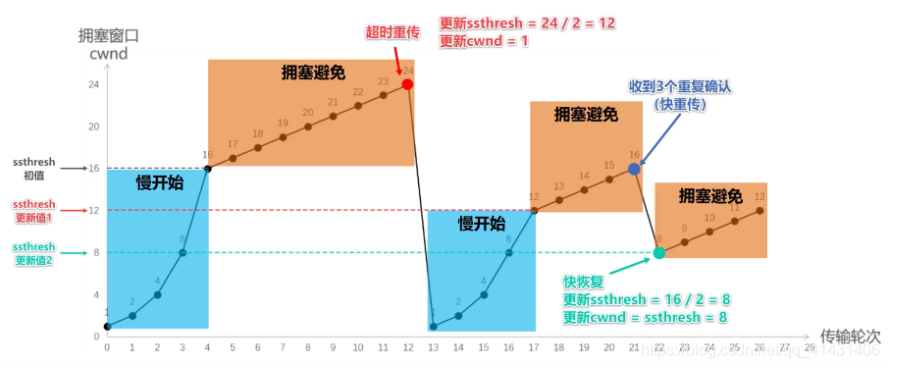 拥塞窗口
cwnd
超时重传
更新ssthresh = 24 / 2 = 12
更新cwnd = 1
拥塞避免
24
23
22
21
20
19
18
17
16
收到3个重复确认
(快重传)
拥塞避免
16
15
14
13
12
拥塞避免
12
11
10
9
8
慢开始
8
4
2
1
慢开始
8
4
2
1
24
20
16
12
8
4
0
ssthresh
初值
ssthresh
更新值1
ssthresh
更新值2
快恢复
更新ssthresh = 16 / 2 = 8
更新cwnd = ssthresh = 8
0 1 2 3 4 5 6 7 8 9 10 11 12 13 14 15 16 17 18 19 20 21 22 23 24 25 26 27 28 29
传输轮次
https://blog.csdn.net/qq_41431406